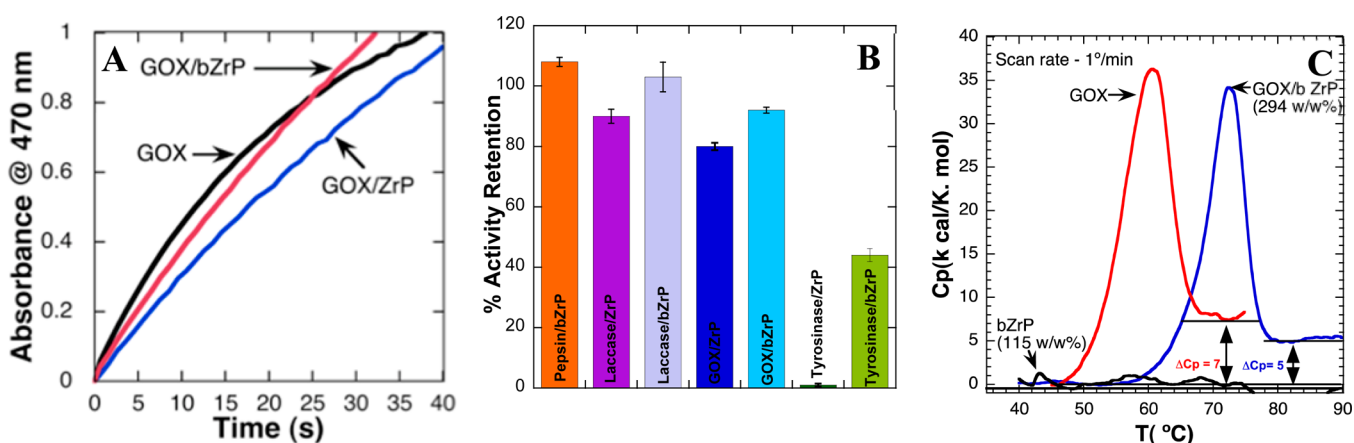 A
GOX/bZrP
GOX
GOX/ZrP
Absorbance @ 470 nm
1
0.8
0.6
0.4
0.2
0
0 5 10 15 20 25 30 35 40
Time (s)
B
% Activity Retention
120
100
80
60
40
20
0
Pepsin/bZrP
Laccase/ZrP
Laccase/bZrP
GOX/ZrP
GOX/bZrP
Tyrosinase/ZrP
Tyrosinase/bZrP
C
Scan rate - 1º/min
GOX
GOX/b ZrP
(294 w/w%)
bZrP
(115 w/w%)
ΔCp = 7
ΔCp= 5
Cp(k cal/K. mol)
40
35
30
25
20
15
10
5
0
40 50 60 70 80 90
T( ºC)